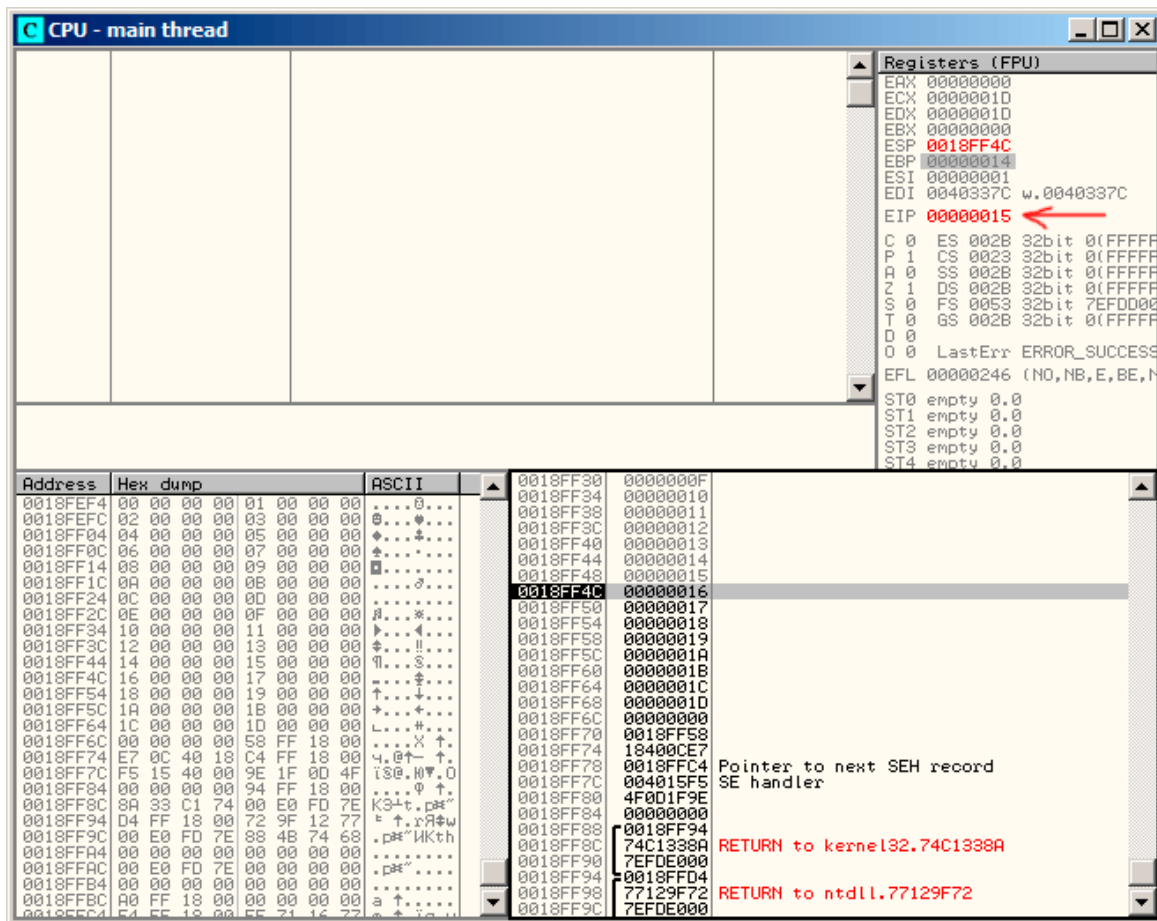 C CPU - main thread
Registers (FPU)
EAX 00000000
ECX 0000001D
EDX 0000001D
EBX 00000000
ESP 0018FF4C
EBP 00000014
ESI 00000001
EDI 0040337C w.0040337C
EIP 00000015
C 0 ES 002B 32bit 0(FFFFF
P 1 CS 0023 32bit 0(FFFFF
A 0 SS 002B 32bit 0(FFFFF
Z 1 DS 002B 32bit 0(FFFFF
S 0 FS 0053 32bit 7EFDD00
T 0 GS 002B 32bit 0(FFFFF
D 0
O 0 LastErr ERROR_SUCCESS
EFL 00000246 (NO,NB,E,BE,N
ST0 empty 0.0
ST1 empty 0.0
ST2 empty 0.0
ST3 empty 0.0
ST4 empty 0.0
Address Hex dump ASCII
0018FEF4 00 00 00 00 01 00 00 00
0018FEFC 02 00 00 00 03 00 00 00
0018FF04 04 00 00 00 05 00 00 00
0018FF0C 06 00 00 00 07 00 00 00
0018FF14 08 00 00 00 09 00 00 00
0018FF1C 0A 00 00 00 0B 00 00 00
0018FF24 0C 00 00 00 0D 00 00 00
0018FF2C 0E 00 00 00 0F 00 00 00
0018FF34 10 00 00 00 11 00 00 00
0018FF3C 12 00 00 00 13 00 00 00
0018FF44 14 00 00 00 15 00 00 00
0018FF4C 16 00 00 00 17 00 00 00
0018FF54 18 00 00 00 19 00 00 00
0018FF5C 1A 00 00 00 1B 00 00 00
0018FF64 1C 00 00 00 1D 00 00 00
0018FF6C 00 00 00 00 58 FF 18 00
0018FF74 E7 0C 40 18 C4 FF 18 00
0018FF7C F5 15 40 00 9E 1F 0D 4F
0018FF84 00 00 00 00 94 FF 18 00
0018FF8C 8A 33 C1 74 00 E0 FD 7E
0018FF94 D4 FF 18 00 72 9F 12 77
0018FF9C 00 E0 FD 7E 88 4B 74 68
0018FFA4 00 00 00 00 00 00 00 00
0018FFAC 00 E0 FD 7E 00 00 00 00
0018FFB4 00 00 00 00 00 00 00 00
0018FFBC A0 FF 18 00 00 00 00 00
0018FF30 0000000F
0018FF34 00000010
0018FF38 00000011
0018FF3C 00000012
0018FF40 00000013
0018FF44 00000014
0018FF48 00000015
0018FF4C 00000016
0018FF50 00000017
0018FF54 00000018
0018FF58 00000019
0018FF5C 0000001A
0018FF60 0000001B
0018FF64 0000001C
0018FF68 0000001D
0018FF6C 00000000
0018FF70 0018FF58
0018FF74 18400CE7
0018FF78 0018FFC4 Pointer to next SEH record
0018FF7C 004015F5 SE handler
0018FF80 4F0D1F9E
0018FF84 00000000
0018FF88 0018FF94
0018FF8C 74C1338A RETURN to kernel32.74C1338A
0018FF90 7EFDE000
0018FF94 0018FFD4
0018FF98 77129F72 RETURN to ntdll.77129F72
0018FF9C 7EFDE000